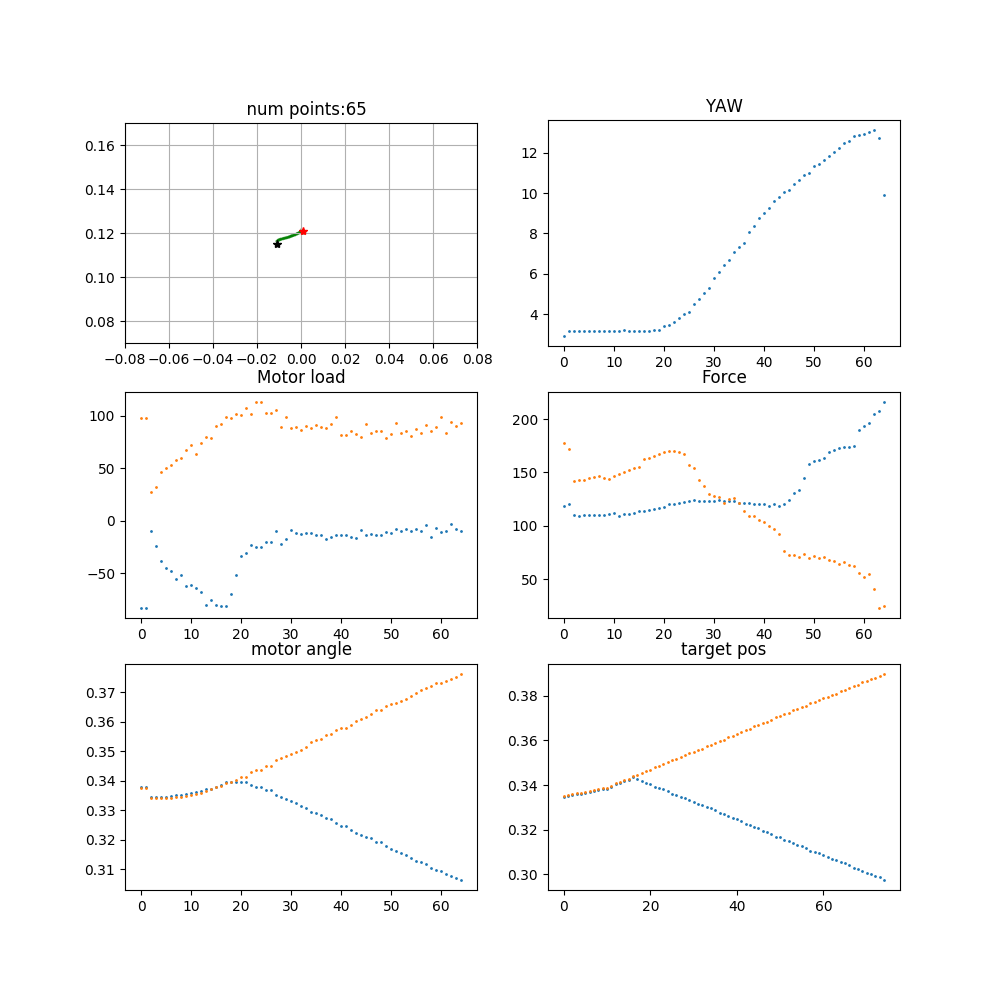 num points:65
YAW
0.16
0.14
0.12
0.10
0.08
−0.08 −0.06 −0.04 −0.02 0.00 0.02 0.04 0.06 0.08
12
10
8
6
4
0 10 20 30 40 50 60
Motor load
Force
100
50
0
−50
0 10 20 30 40 50 60
200
150
100
50
0 10 20 30 40 50 60
motor angle
target pos
0.37
0.36
0.35
0.34
0.33
0.32
0.31
0 10 20 30 40 50 60
0.38
0.36
0.34
0.32
0.30
0 20 40 60